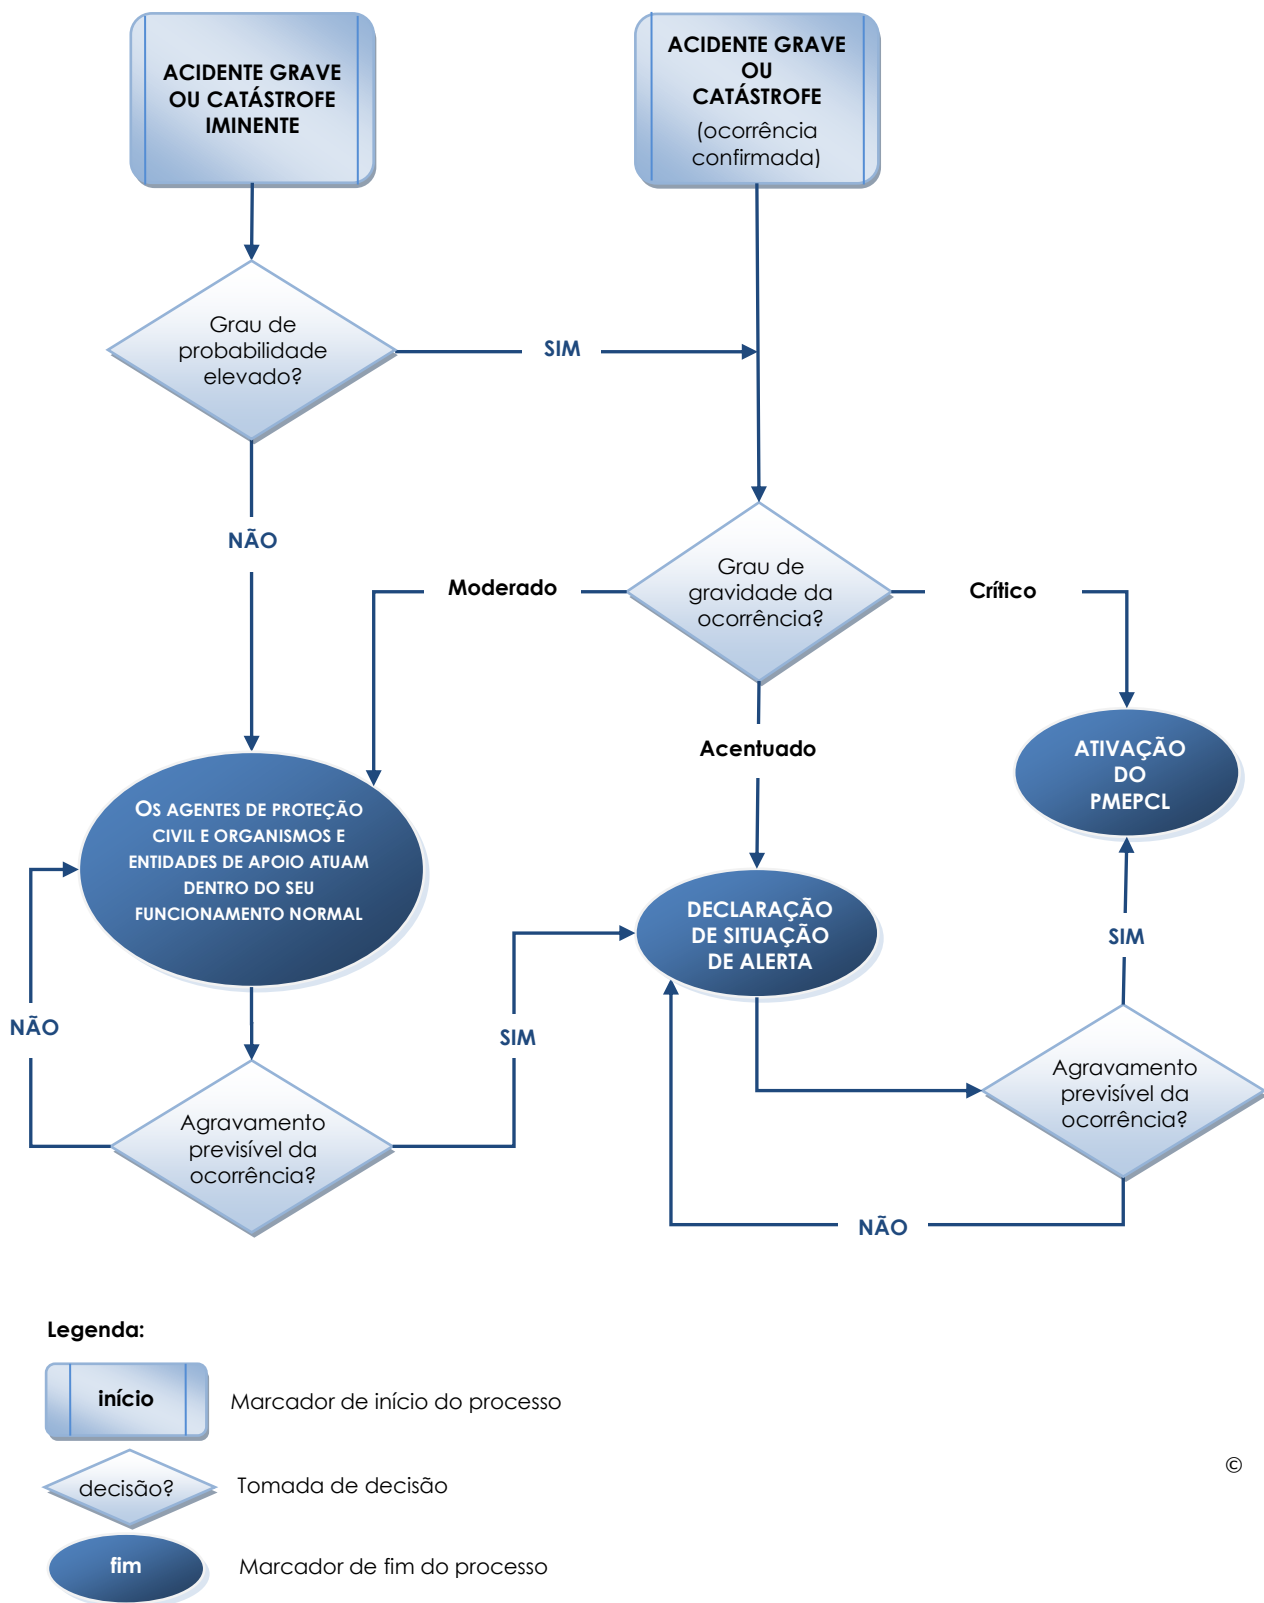 ACIDENTE GRAVE
OU CATÁSTROFE
IMINENTE
ACIDENTE GRAVE
OU
CATÁSTROFE
(ocorrência
confirmada)
Grau de
probabilidade
elevado?
SIM
NÃO
Grau de
gravidade da
ocorrência?
Moderado
Crítico
Acentuado
ATIVAÇÃO
DO
PMEPCL
OS AGENTES DE PROTEÇÃO
CIVIL E ORGANISMOS E
ENTIDADES DE APOIO ATUAM
DENTRO DO SEU
FUNCIONAMENTO NORMAL
DECLARAÇÃO
DE SITUAÇÃO
DE ALERTA
SIM
NÃO
SIM
Agravamento
previsível da
ocorrência?
Agravamento
previsível da
ocorrência?
NÃO
Legenda:
início
Marcador de início do processo
decisão?
Tomada de decisão
©
fim
Marcador de fim do processo